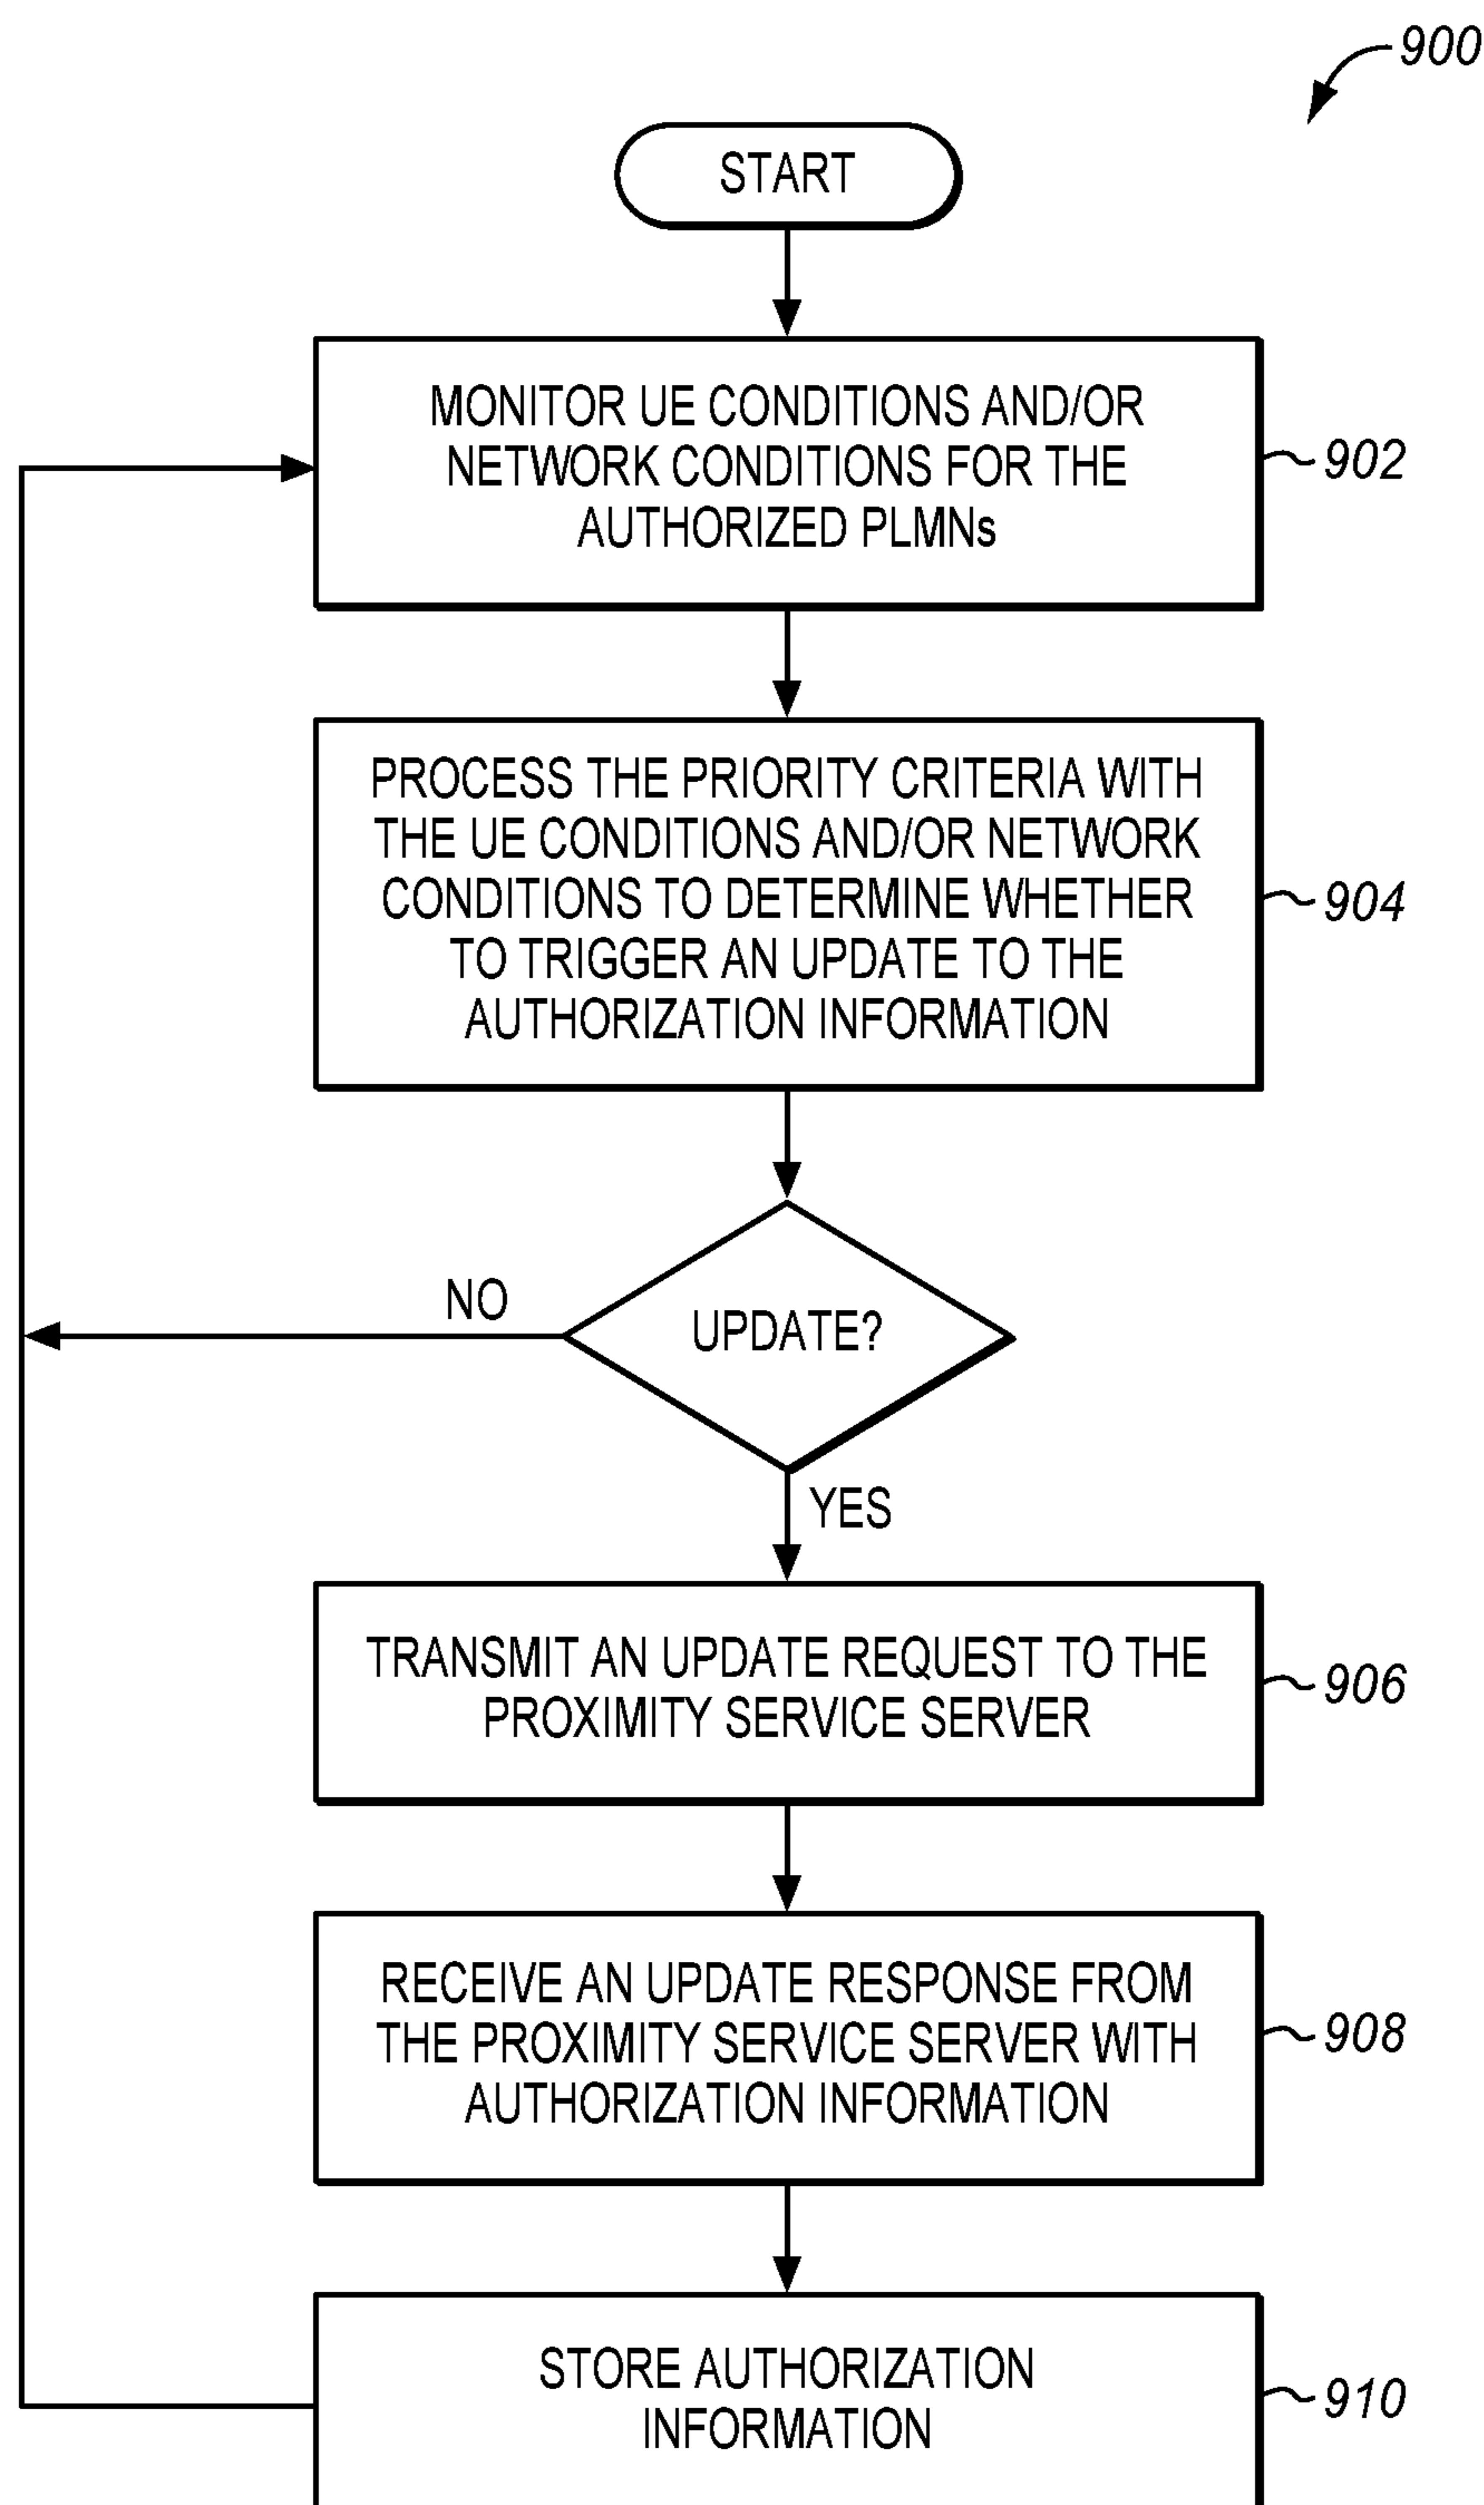 900
START
MONITOR UE CONDITIONS AND/OR
NETWORK CONDITIONS FOR THE
AUTHORIZED PLMNs
902
PROCESS THE PRIORITY CRITERIA WITH
THE UE CONDITIONS AND/OR NETWORK
CONDITIONS TO DETERMINE WHETHER
TO TRIGGER AN UPDATE TO THE
AUTHORIZATION INFORMATION
904
NO
UPDATE?
YES
TRANSMIT AN UPDATE REQUEST TO THE
PROXIMITY SERVICE SERVER
906
RECEIVE AN UPDATE RESPONSE FROM
THE PROXIMITY SERVICE SERVER WITH
AUTHORIZATION INFORMATION
908
STORE AUTHORIZATION
INFORMATION
910